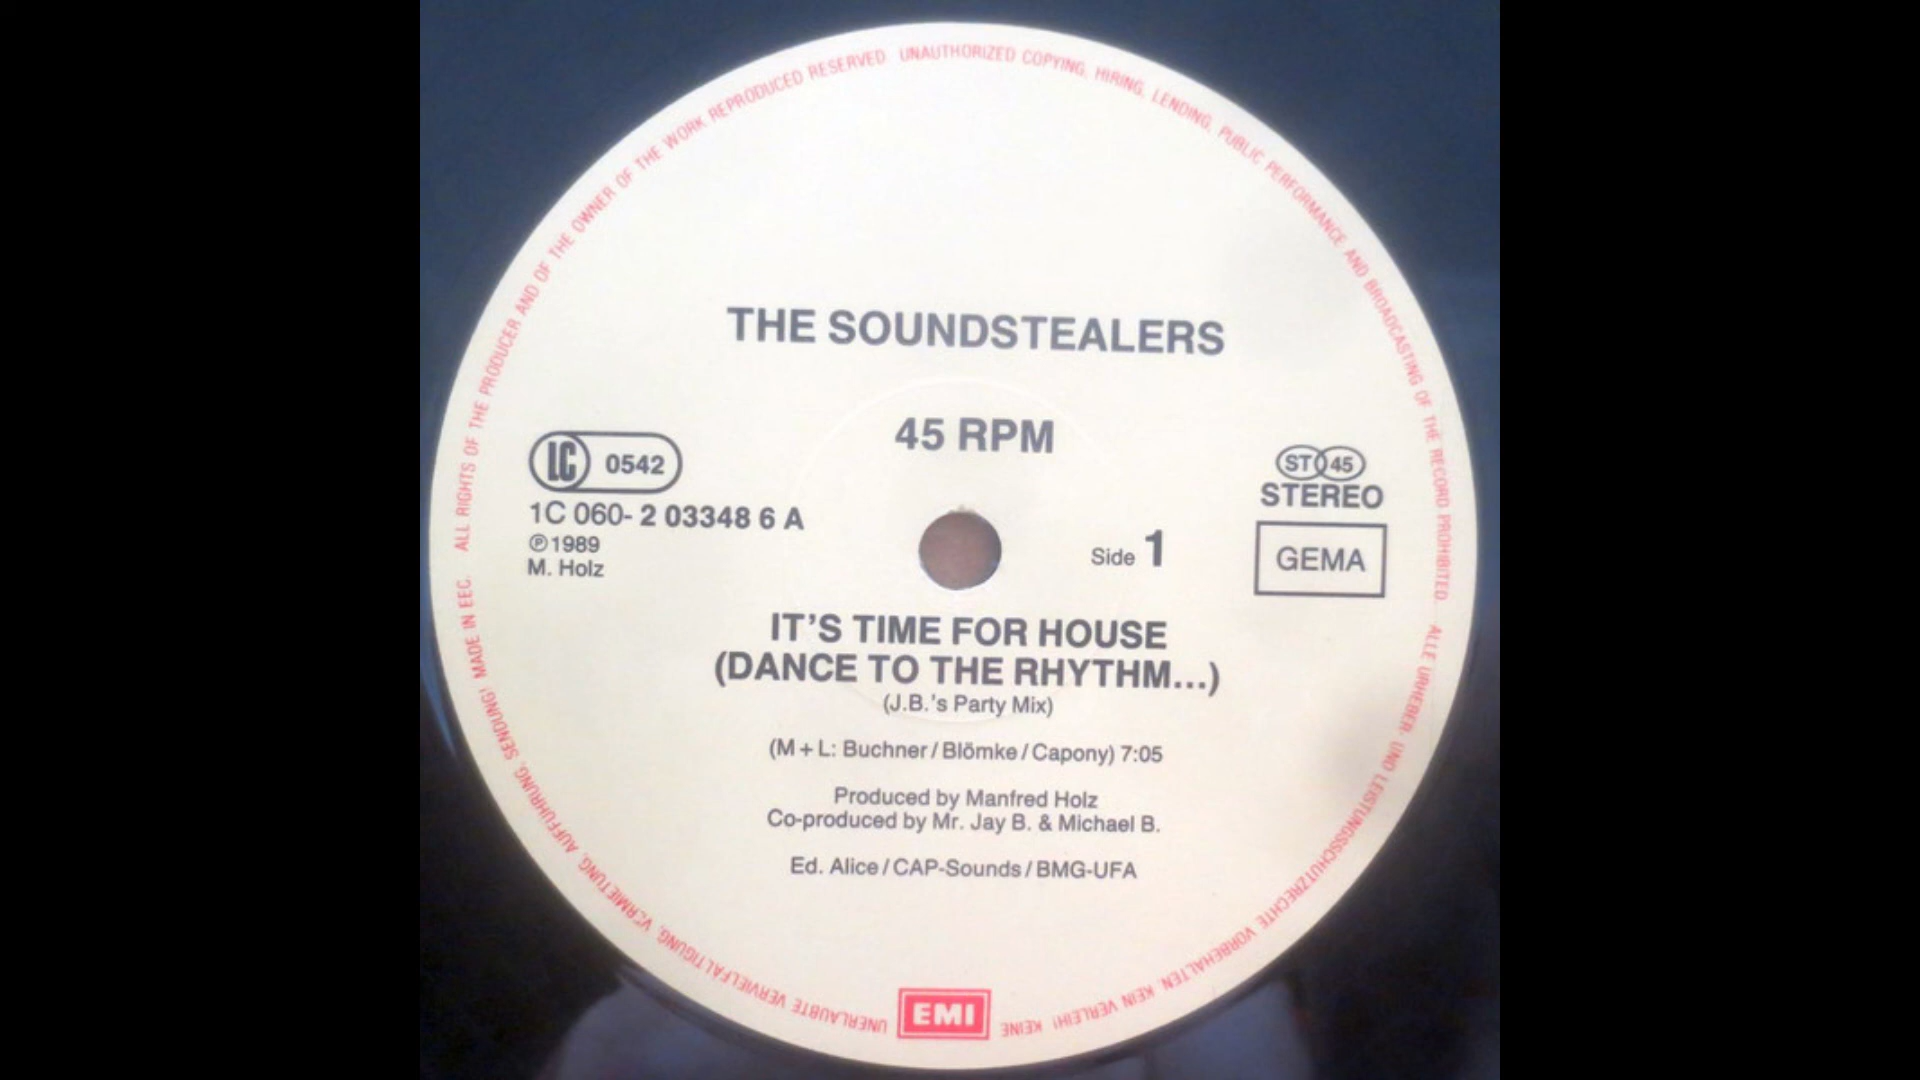 ALL RIGHTS OF THE PRODUCER AND OF THE OWNER OF THE WORK REPRODUCED RESERVED. UNAUTHORIZED COPYING, HIRING, LENDING, PUBLIC PERFORMANCE AND BROADCASTING OF THE RECORD PROHIBITED.
THE SOUNDSTEALERS
45 RPM
LC 0542
1C 060- 2 03348 6 A
℗ 1989
M. Holz
Side 1
ST 45
STEREO
GEMA
IT'S TIME FOR HOUSE
(DANCE TO THE RHYTHM...)
(J.B.'s Party Mix)
(M + L: Buchner / Blömke / Capony) 7:05
Produced by Manfred Holz
Co-produced by Mr. Jay B. & Michael B.
Ed. Alice / CAP-Sounds / BMG-UFA
EMI
ALLE URHEBER- UND LEISTUNGSSCHUTZRECHTE VORBEHALTEN. KEIN VERLEIH! KEINE UNERLAUBTE VERVIELFÄLTIGUNG, VERMIETUNG, AUFFÜHRUNG, SENDUNG! MADE IN EEC.